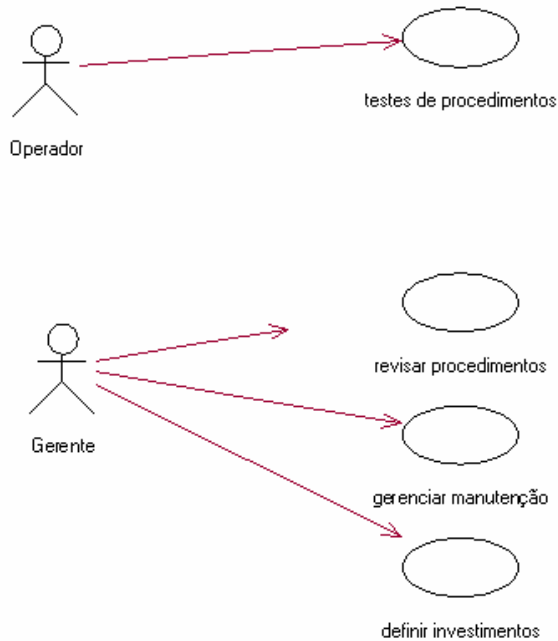 testes de procedimentos
Operador
revisar procedimentos
Gerente
gerenciar manutenção
definir investimentos